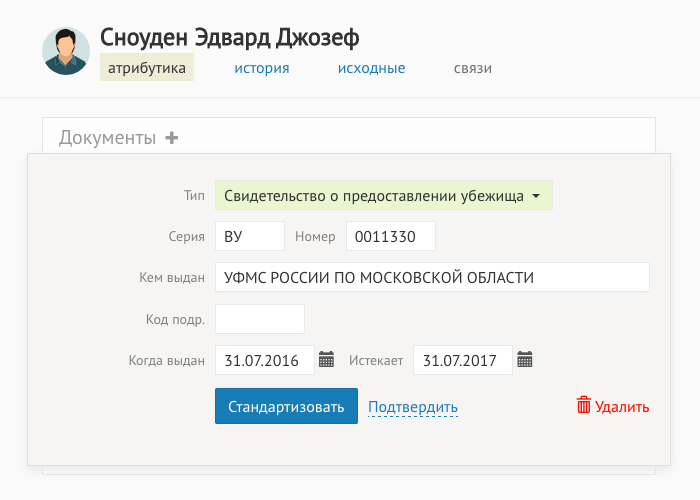 Сноуден Эдвард Джозеф
атрибутика история исходные связи
Документы +
Тип Свидетельство о предоставлении убежища
Серия ВУ Номер 0011330
Кем выдан УФМС РОССИИ ПО МОСКОВСКОЙ ОБЛАСТИ
Код подр.
Когда выдан 31.07.2016 Истекает 31.07.2017
Стандартизовать Подтвердить Удалить